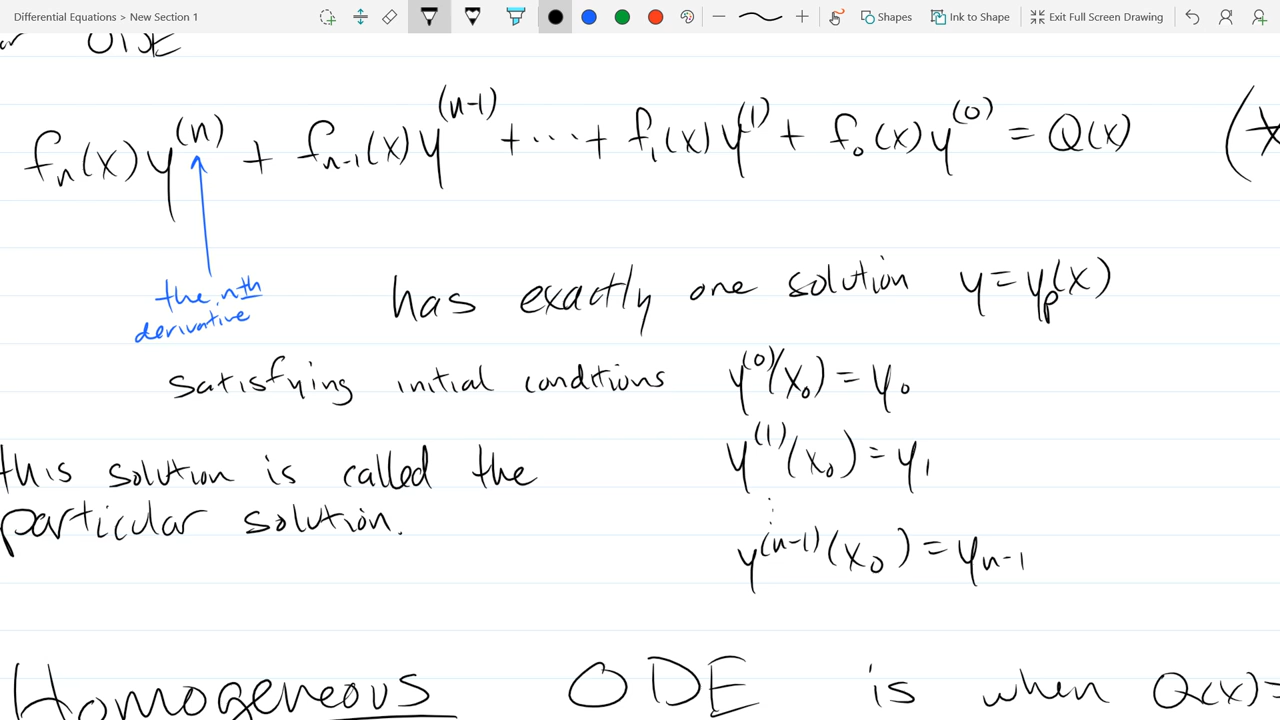 Differential Equations > New Section 1
Shapes
Ink to Shape
Exit Full Screen Drawing
ODE
fₙ(x)y⁽ⁿ⁾ + fₙ₋₁(x)y⁽ⁿ⁻¹⁾ + ⋯ + f₁(x)y⁽¹⁾ + f₀(x)y⁽⁰⁾ = Q(x) (*
the nth
derivative
has exactly one solution y = yₚ(x)
satisfying initial conditions y⁽⁰⁾(x₀) = y₀
y⁽¹⁾(x₀) = y₁
⋮
this solution is called the
particular solution.
y⁽ⁿ⁻¹⁾(x₀) = yₙ₋₁
Homogeneous ODE is when Q(x)=